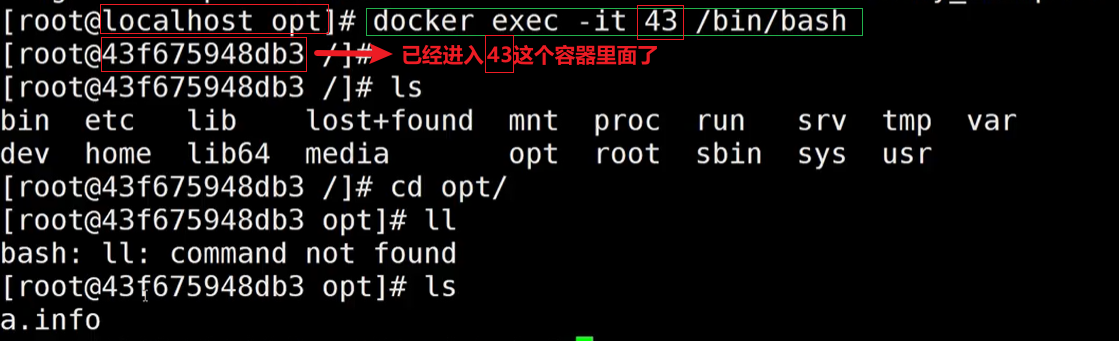 [root@localhost opt]# docker exec -it 43 /bin/bash
[root@43f675948db3 /]# 已经进入43这个容器里面了
[root@43f675948db3 /]# ls
bin etc lib lost+found mnt proc run srv tmp var
dev home lib64 media opt root sbin sys usr
[root@43f675948db3 /]# cd opt/
[root@43f675948db3 opt]# ll
bash: ll: command not found
[root@43f675948db3 opt]# ls
a.info